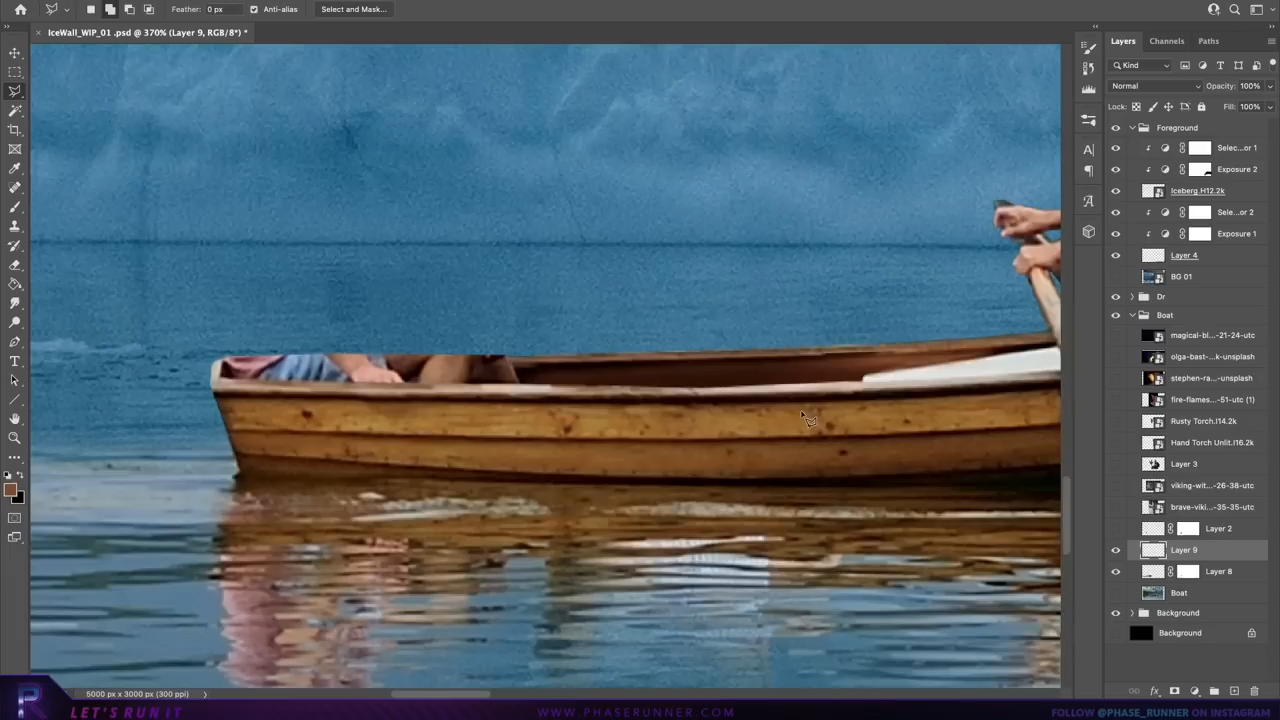 Feather: 0 px Anti-alias Select and Mask...
× IceWall_WIP_01 .psd @ 370% (Layer 9, RGB/8*) *
Layers Channels Paths
Kind
Normal Opacity: 100%
Lock: Fill: 100%
Foreground
Selec...or 1
Exposure 2
Iceberg.H12.2k
Sele...or 2
Exposure 1
Layer 4
BG 01
Dr
Boat
magical-bl...-21-24-utc
olga-bast-...k-unsplash
stephen-ra...-unsplash
fire-flames...-51-utc (1)
Rusty Torch.I14.2k
Hand Torch Unlit.I16.2k
Layer 3
viking-wit...-26-38-utc
brave-viki...-35-35-utc
Layer 2
Layer 9
Layer 8
Boat
Background
Background
5000 px x 3000 px (300 ppi)
LET'S RUN IT
WWW.PHASERUNNER.COM
FOLLOW @PHASE_RUNNER ON INSTAGRAM